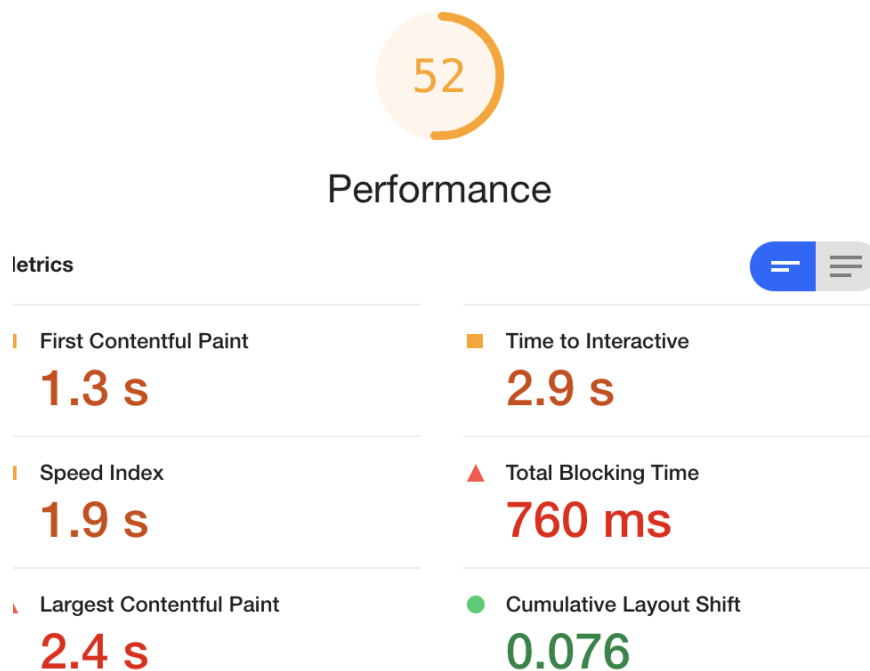 52
Performance
etrics
First Contentful Paint
1.3 s
Time to Interactive
2.9 s
Speed Index
1.9 s
Total Blocking Time
760 ms
Largest Contentful Paint
2.4 s
Cumulative Layout Shift
0.076